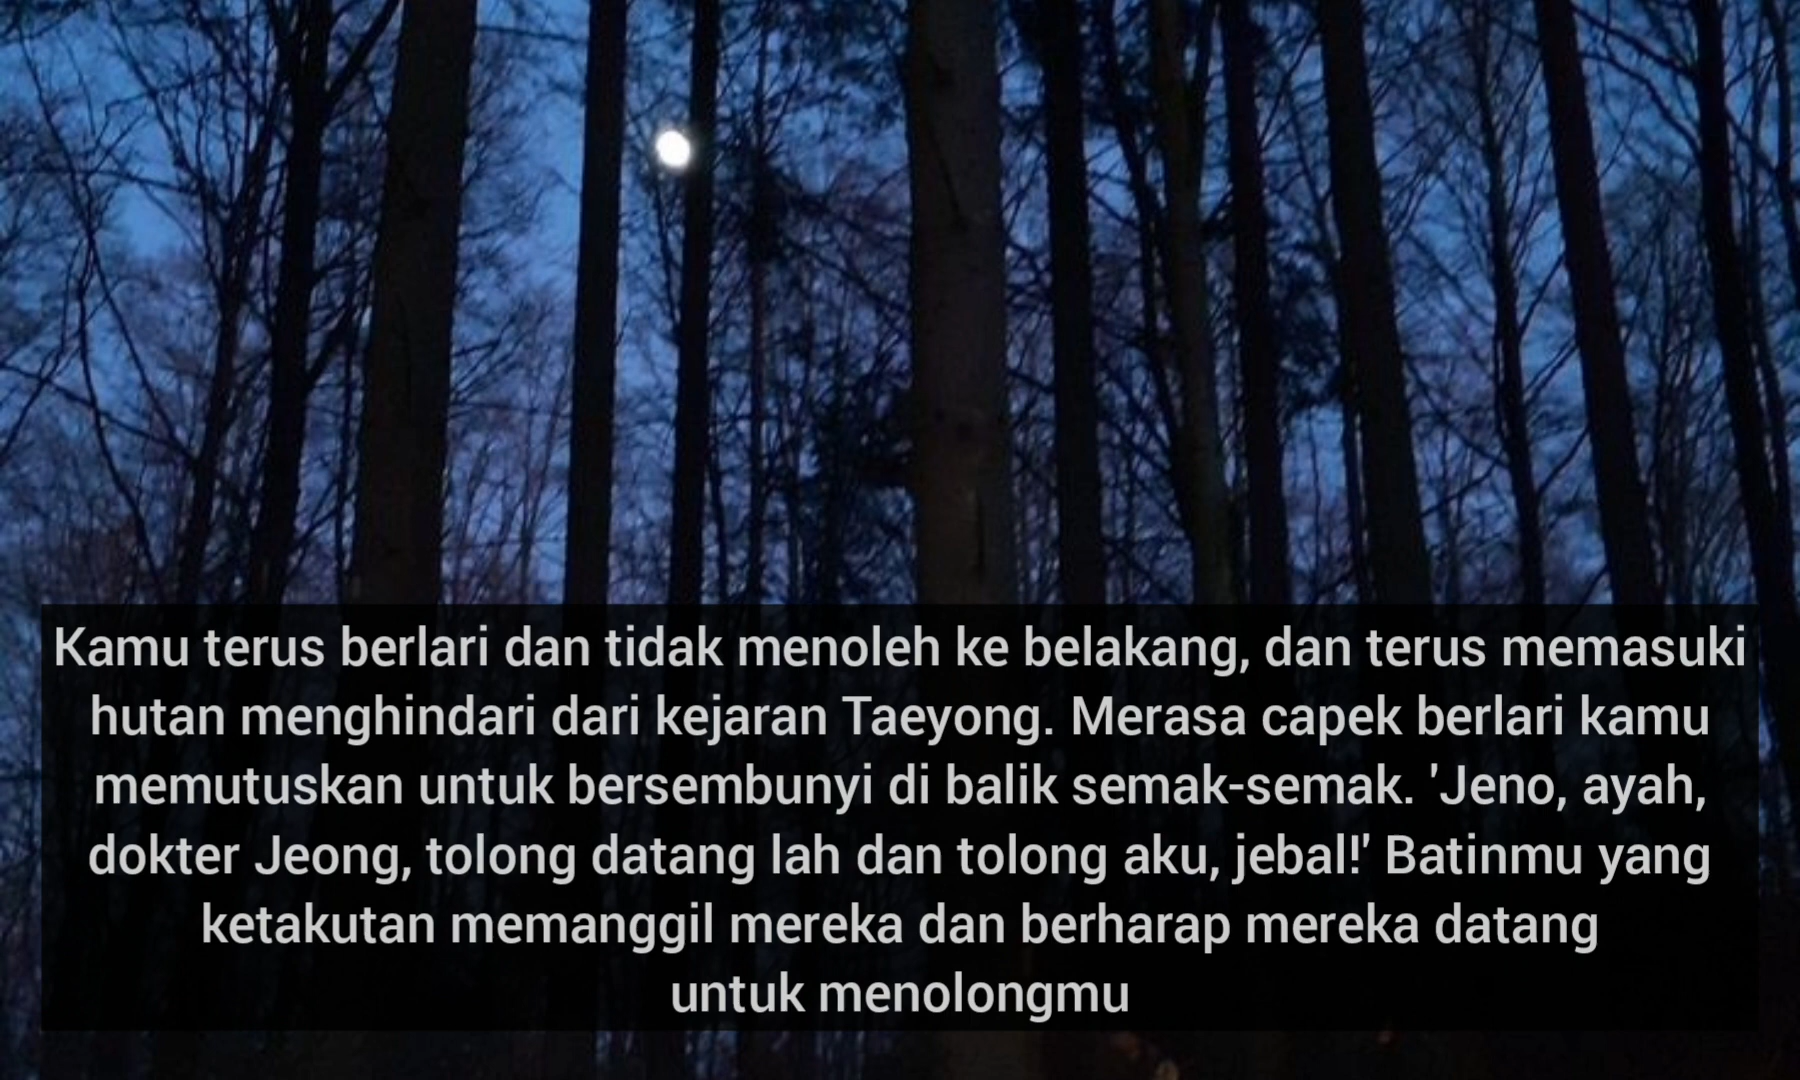 Kamu terus berlari dan tidak menoleh ke belakang, dan terus memasuki
hutan menghindari dari kejaran Taeyong. Merasa capek berlari kamu
memutuskan untuk bersembunyi di balik semak-semak. 'Jeno, ayah,
dokter Jeong, tolong datang lah dan tolong aku, jebal!' Batinmu yang
ketakutan memanggil mereka dan berharap mereka datang
untuk menolongmu